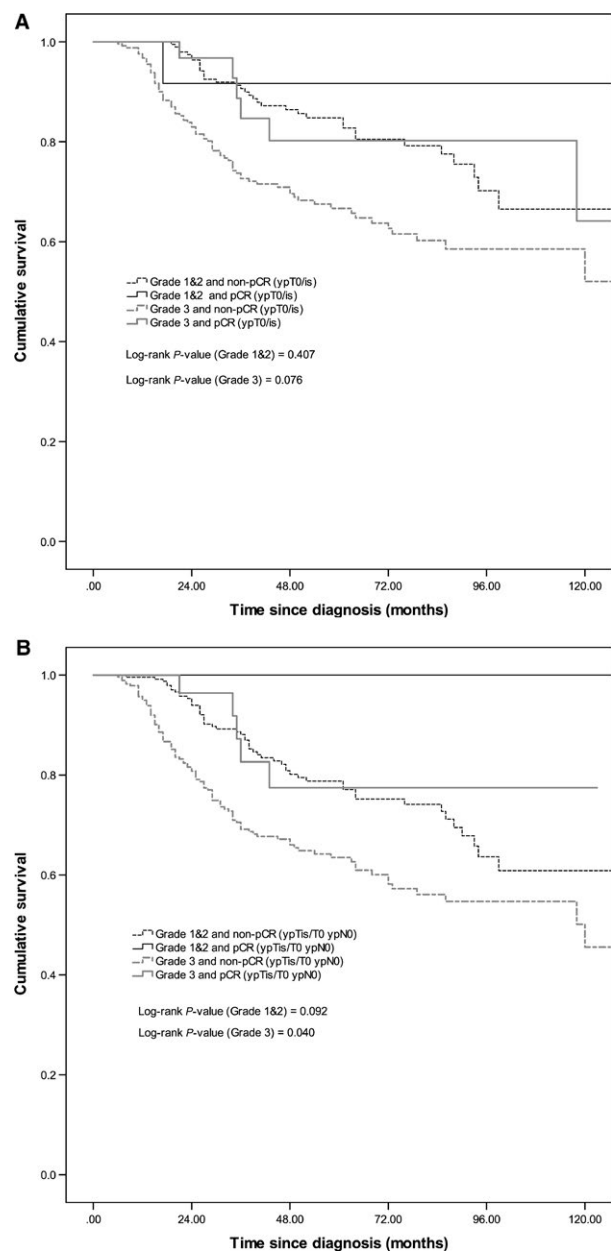 A
Cumulative survival
1.0
0.8
0.6
0.4
0.2
0.0
Grade 1&2 and non-pCR (ypT0/is)
Grade 1&2 and pCR (ypT0/is)
Grade 3 and non-pCR (ypT0/is)
Grade 3 and pCR (ypT0/is)
Log-rank P-value (Grade 1&2) = 0.407
Log-rank P-value (Grade 3) = 0.076
.00 24.00 48.00 72.00 96.00 120.00
Time since diagnosis (months)
B
Cumulative survival
1.0
0.8
0.6
0.4
0.2
0.0
Grade 1&2 and non-pCR (ypTis/T0 ypN0)
Grade 1&2 and pCR (ypTis/T0 ypN0)
Grade 3 and non-pCR (ypTis/T0 ypN0)
Grade 3 and pCR (ypTis/T0 ypN0)
Log-rank P-value (Grade 1&2) = 0.092
Log-rank P-value (Grade 3) = 0.040
.00 24.00 48.00 72.00 96.00 120.00
Time since diagnosis (months)